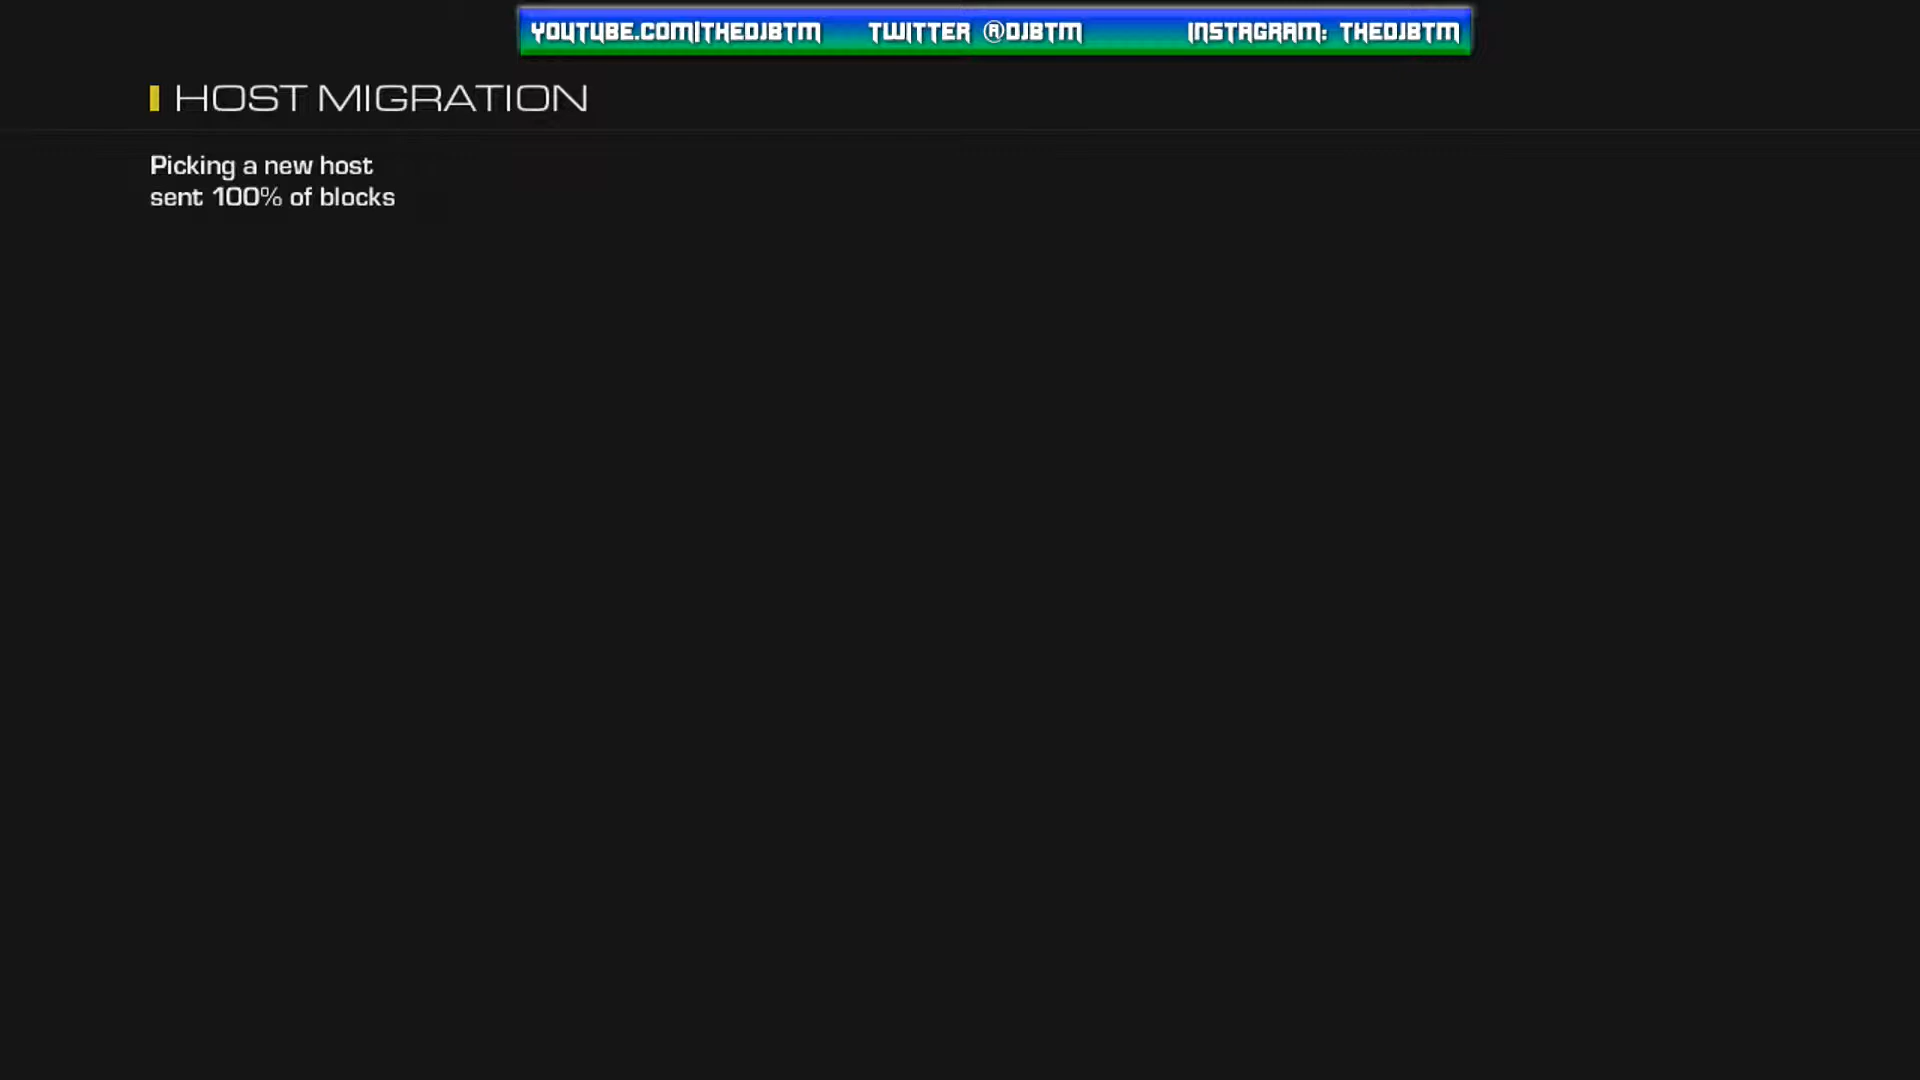 YOUTUBE.COM/THEDJBTM TWITTER @DJBTM INSTAGRAM: THEDJBTM
HOST MIGRATION
Picking a new host
sent 100% of blocks